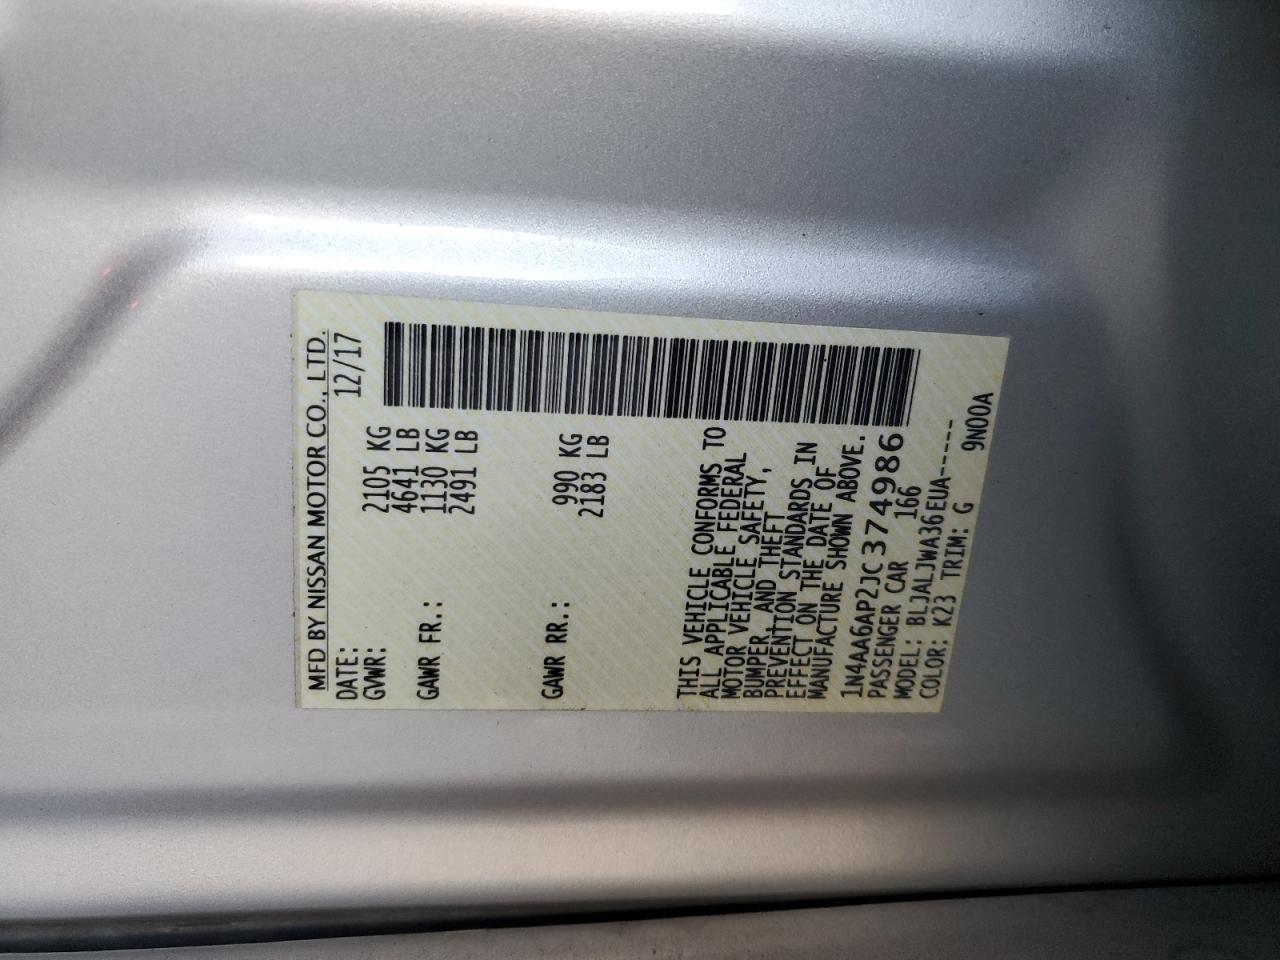 MFD BY NISSAN MOTOR CO., LTD.
DATE: 12/17
GVWR: 2105 KG
4641 LB
GAWR FR.: 1130 KG
2491 LB
GAWR RR.: 990 KG
2183 LB
THIS VEHICLE CONFORMS TO
ALL APPLICABLE FEDERAL
MOTOR VEHICLE SAFETY,
BUMPER, AND THEFT
PREVENTION STANDARDS IN
EFFECT ON THE DATE OF
MANUFACTURE SHOWN ABOVE.
1N4AA6AP2JC374986
PASSENGER CAR 166
MODEL: BLJALJWA36EUA-----
COLOR: K23 TRIM: G 9N00A